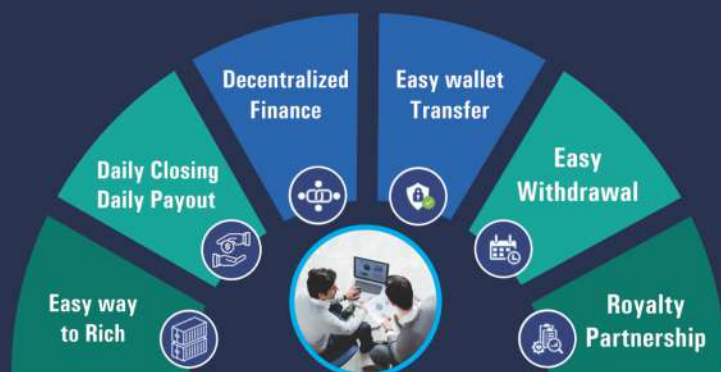 Easy way
to Rich
Daily Closing
Daily Payout
Decentralized
Finance
Easy wallet
Transfer
Easy
Withdrawal
Royalty
Partnership